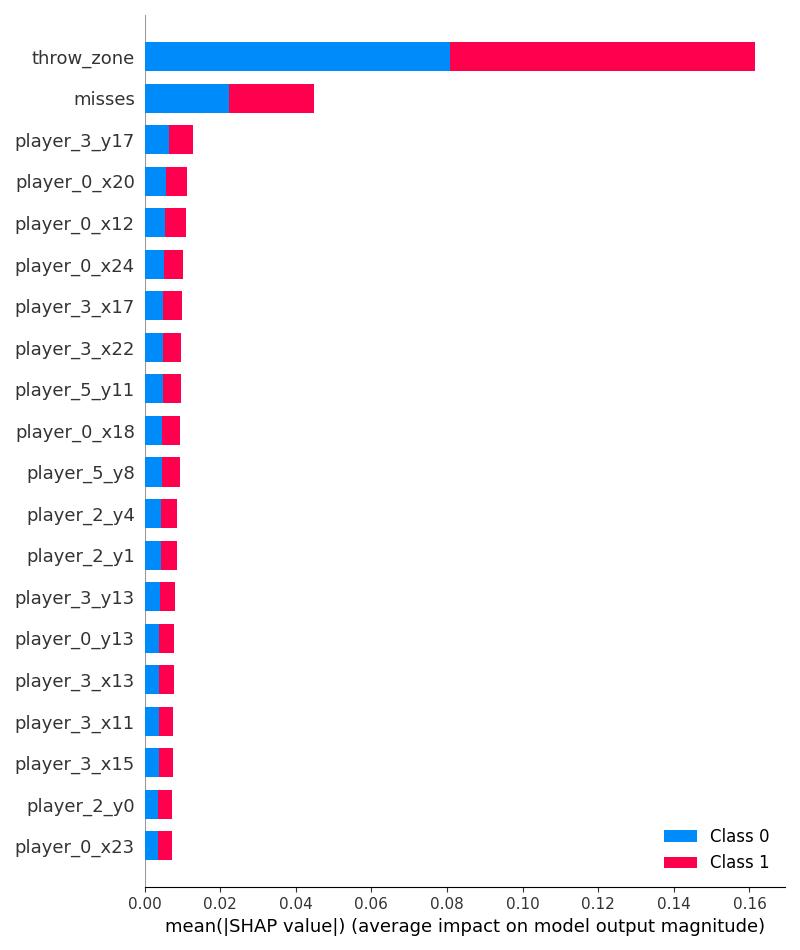 throw_zone
misses
player_3_y17
player_0_x20
player_0_x12
player_0_x24
player_3_x17
player_3_x22
player_5_y11
player_0_x18
player_5_y8
player_2_y4
player_2_y1
player_3_y13
player_0_y13
player_3_x13
player_3_x11
player_3_x15
player_2_y0
player_0_x23
Class 0
Class 1
0.00 0.02 0.04 0.06 0.08 0.10 0.12 0.14 0.16
mean(|SHAP value|) (average impact on model output magnitude)